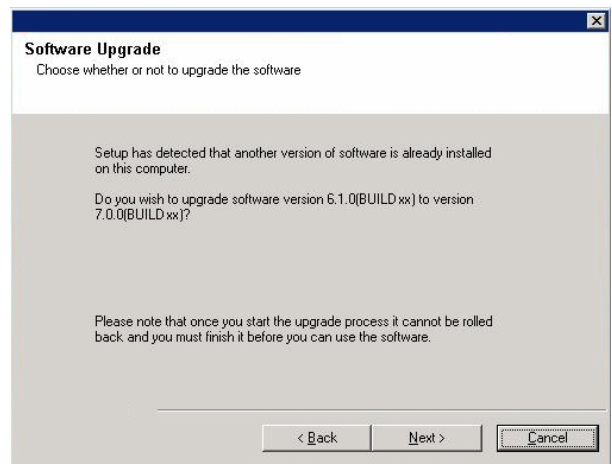 Software Upgrade
Choose whether or not to upgrade the software
Setup has detected that another version of software is already installed
on this computer.
Do you wish to upgrade software version 6.1.0(BUILD xx) to version
7.0.0(BUILD xx)?
Please note that once you start the upgrade process it cannot be rolled
back and you must finish it before you can use the software.
< Back
Next >
Cancel